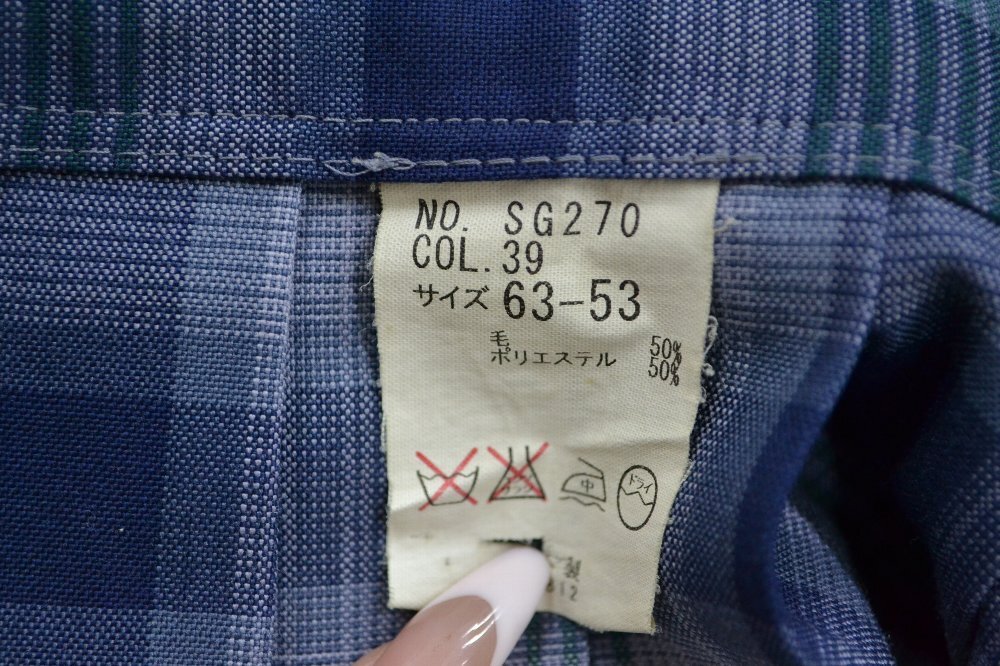 NO. SG270
COL. 39
サイズ 63-53
毛 50%
ポリエステル 50%
中
ドライ
製